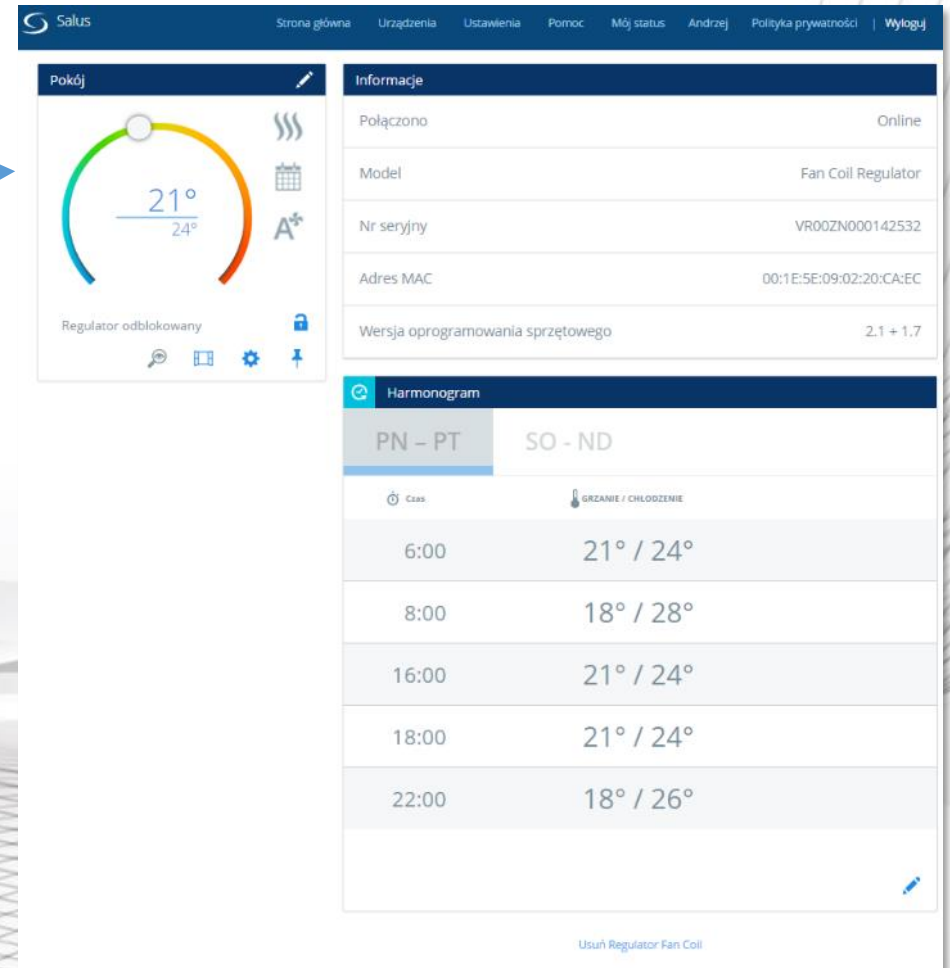 Salus
Strona główna Urządzenia Ustawienia Pomoc Mój status Andrzej Polityka prywatności | Wyloguj
Pokój
21°
24°
A
Regulator odblokowany
Informacje
Połączono Online
Model Fan Coil Regulator
Nr seryjny VR00ZN000142532
Adres MAC 00:1E:5E:09:02:20:CA:EC
Wersja oprogramowania sprzętowego 2.1 + 1.7
Harmonogram
PN – PT SO - ND
Czas GRZANIE / CHŁODZENIE
6:00 21° / 24°
8:00 18° / 28°
16:00 21° / 24°
18:00 21° / 24°
22:00 18° / 26°
Usuń Regulator Fan Coil